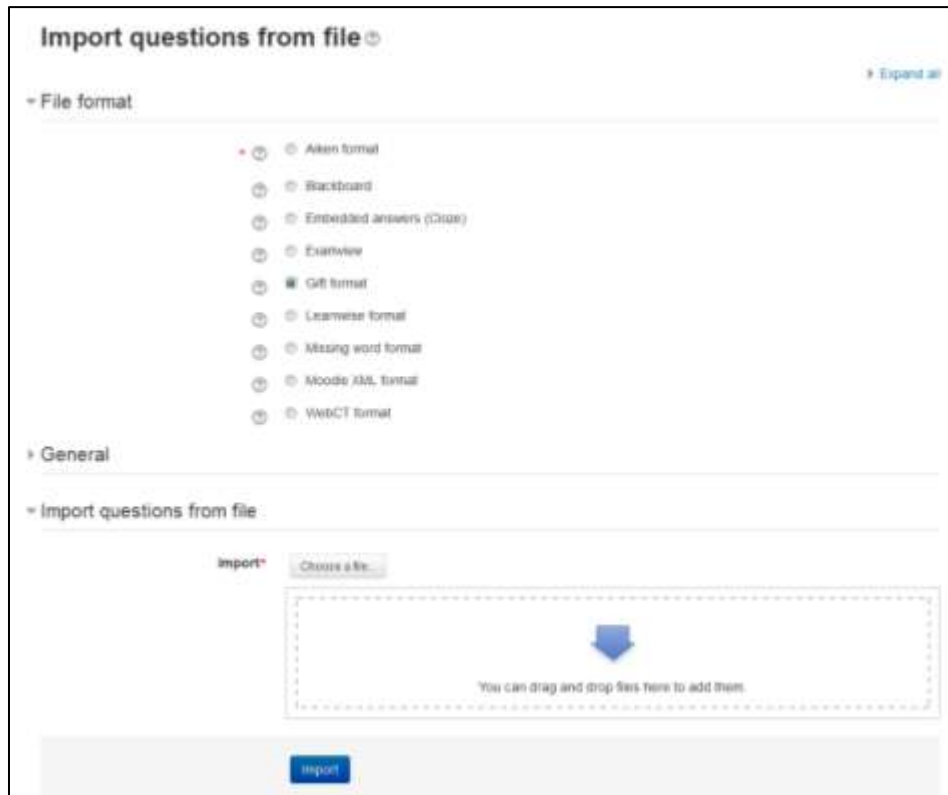 Import questions from file
Expand all
File format
* Aiken format
Blackboard
Embedded answers (Cloze)
Examview
Gift format
Learnwise format
Missing word format
Moodle XML format
WebCT format
General
Import questions from file
Import* Choose a file...
You can drag and drop files here to add them.
Import